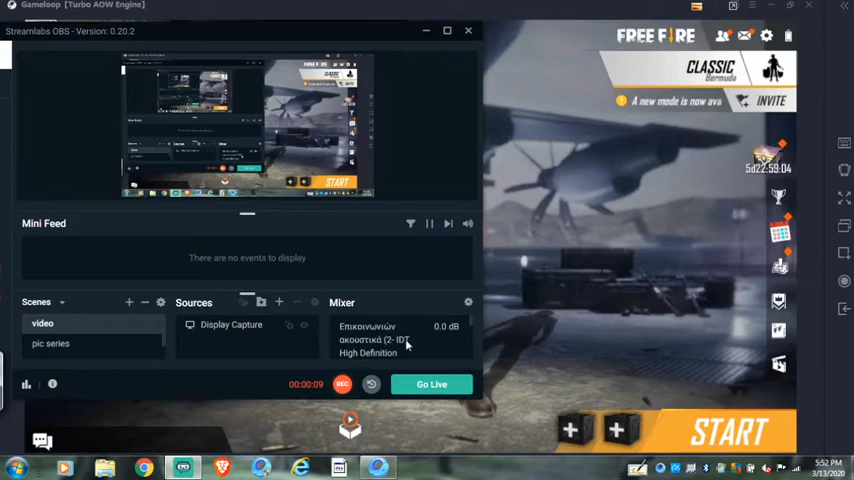 Gameloop [Turbo AOW Engine]
Streamlabs OBS - Version: 0.20.2
FREE FIRE
CLASSIC
Bermuda
A new mode is now ava
INVITE
5d22:59:04
Mini Feed
There are no events to display
Scenes
Sources
Mixer
video
pic series
Display Capture
Επικοινωνιών
ακουστικά (2- IDT
High Definition
0.0 dB
00:00:09
REC
Go Live
START
5:52 PM
3/13/2020